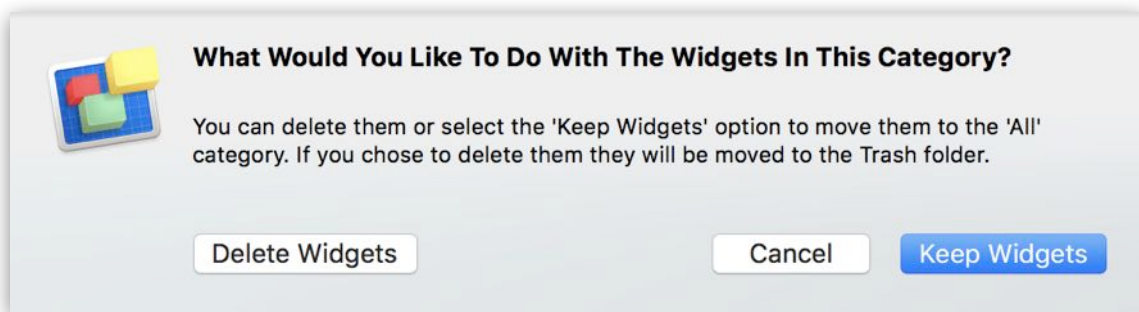 What Would You Like To Do With The Widgets In This Category?
You can delete them or select the 'Keep Widgets' option to move them to the 'All'
category. If you chose to delete them they will be moved to the Trash folder.
Delete Widgets
Cancel
Keep Widgets